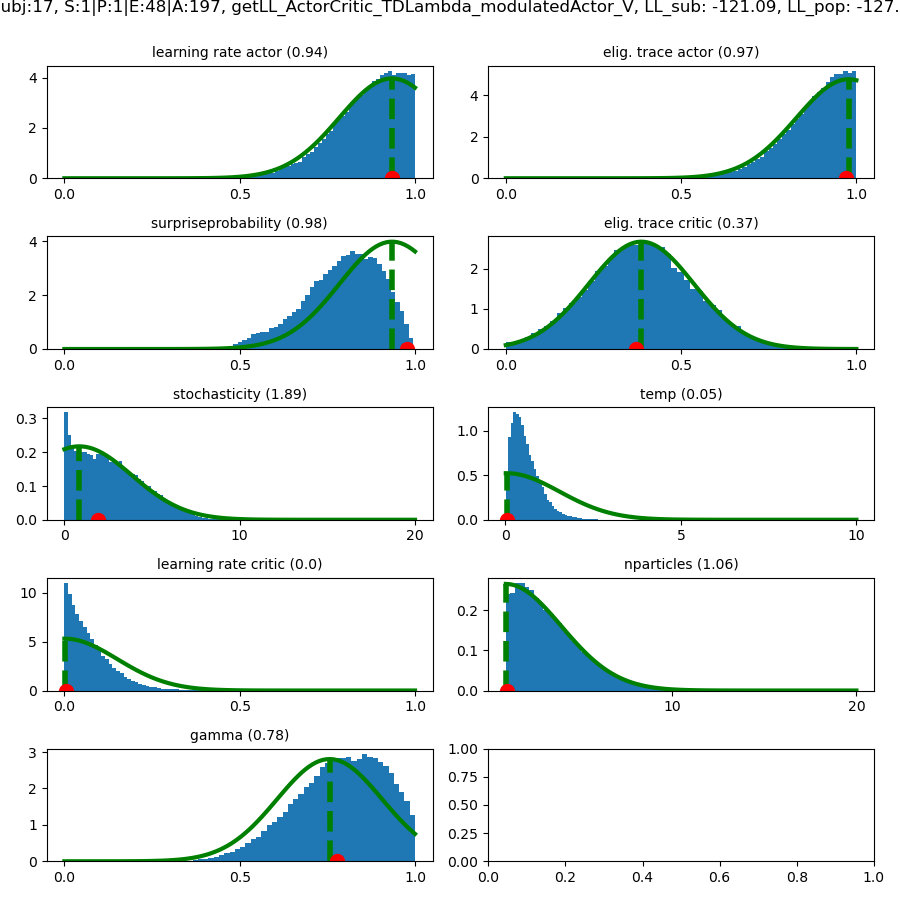 ubj:17, S:1|P:1|E:48|A:197, getLL_ActorCritic_TDLambda_modulatedActor_V, LL_sub: -121.09, LL_pop: -127.
learning rate actor (0.94)
4
2
0
0.0 0.5 1.0
elig. trace actor (0.97)
4
2
0
0.0 0.5 1.0
surpriseprobability (0.98)
4
2
0
0.0 0.5 1.0
elig. trace critic (0.37)
2
1
0
0.0 0.5 1.0
stochasticity (1.89)
0.3
0.2
0.1
0.0
0 10 20
temp (0.05)
1.0
0.5
0.0
0 5 10
learning rate critic (0.0)
10
5
0
0.0 0.5 1.0
nparticles (1.06)
0.2
0.1
0.0
10 20
gamma (0.78)
3
2
1
0
0.0 0.5 1.0
1.00
0.75
0.50
0.25
0.00
0.0 0.2 0.4 0.6 0.8 1.0